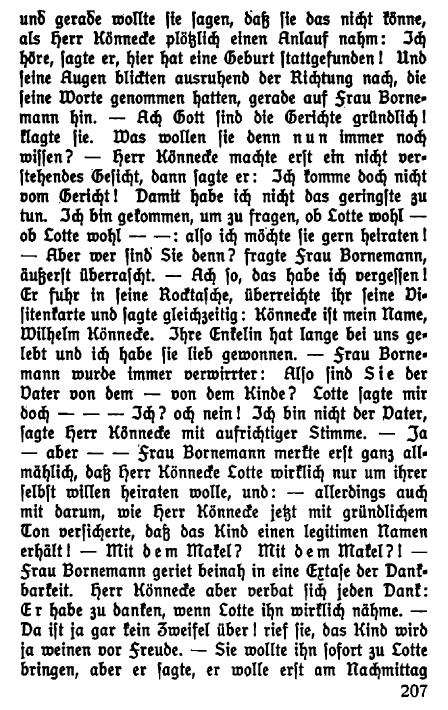 und gerade wollte sie sagen, daß sie das nicht könne,
als Herr Könnecke plötzlich einen Anlauf nahm: Ich
höre, sagte er, hier hat eine Geburt stattgefunden! Und
seine Augen blickten ausruhend der Richtung nach, die
seine Worte genommen hatten, gerade auf Frau Borne-
mann hin. — Ach Gott sind die Gerichte gründlich!
klagte sie. Was wollen sie denn nun immer noch
wissen? — Herr Könnecke machte erst ein nicht ver-
stehendes Gesicht, dann sagte er: Ich komme doch nicht
vom Gericht! Damit habe ich nicht das geringste zu
tun. Ich bin gekommen, um zu fragen, ob Lotte wohl —
ob Lotte wohl — —: also ich möchte sie gern heiraten!
— Aber wer sind Sie denn? fragte Frau Bornemann,
äußerst überrascht. — Ach so, das habe ich vergessen!
Er fuhr in seine Rocktasche, überreichte ihr seine Vi-
sitenkarte und sagte gleichzeitig: Könnecke ist mein Name,
Wilhelm Könnecke. Ihre Enkelin hat lange bei uns ge-
lebt und ich habe sie lieb gewonnen. — Frau Borne-
mann wurde immer verwirrter: Also sind Sie der
Vater von dem — von dem Kinde? Lotte sagte mir
doch — — — Ich? och nein! Ich bin nicht der Vater,
sagte Herr Könnecke mit aufrichtiger Stimme. — Ja
— aber — — Frau Bornemann merkte erst ganz all-
mählich, daß Herr Könnecke Lotte wirklich nur um ihrer
selbst willen heiraten wolle, und: — allerdings auch
mit darum, wie Herr Könnecke jetzt mit gründlichem
Ton versicherte, daß das Kind einen legitimen Namen
erhält! — Mit dem Makel? Mit dem Makel?! —
Frau Bornemann geriet beinah in eine Extase der Dank-
barkeit. Herr Könnecke aber verbat sich jeden Dank:
Er habe zu danken, wenn Lotte ihn wirklich nähme. —
Da ist ja gar kein Zweifel über! rief sie, das Kind wird
ja weinen vor Freude. — Sie wollte ihn sofort zu Lotte
bringen, aber er sagte, er wolle erst am Nachmittag
207